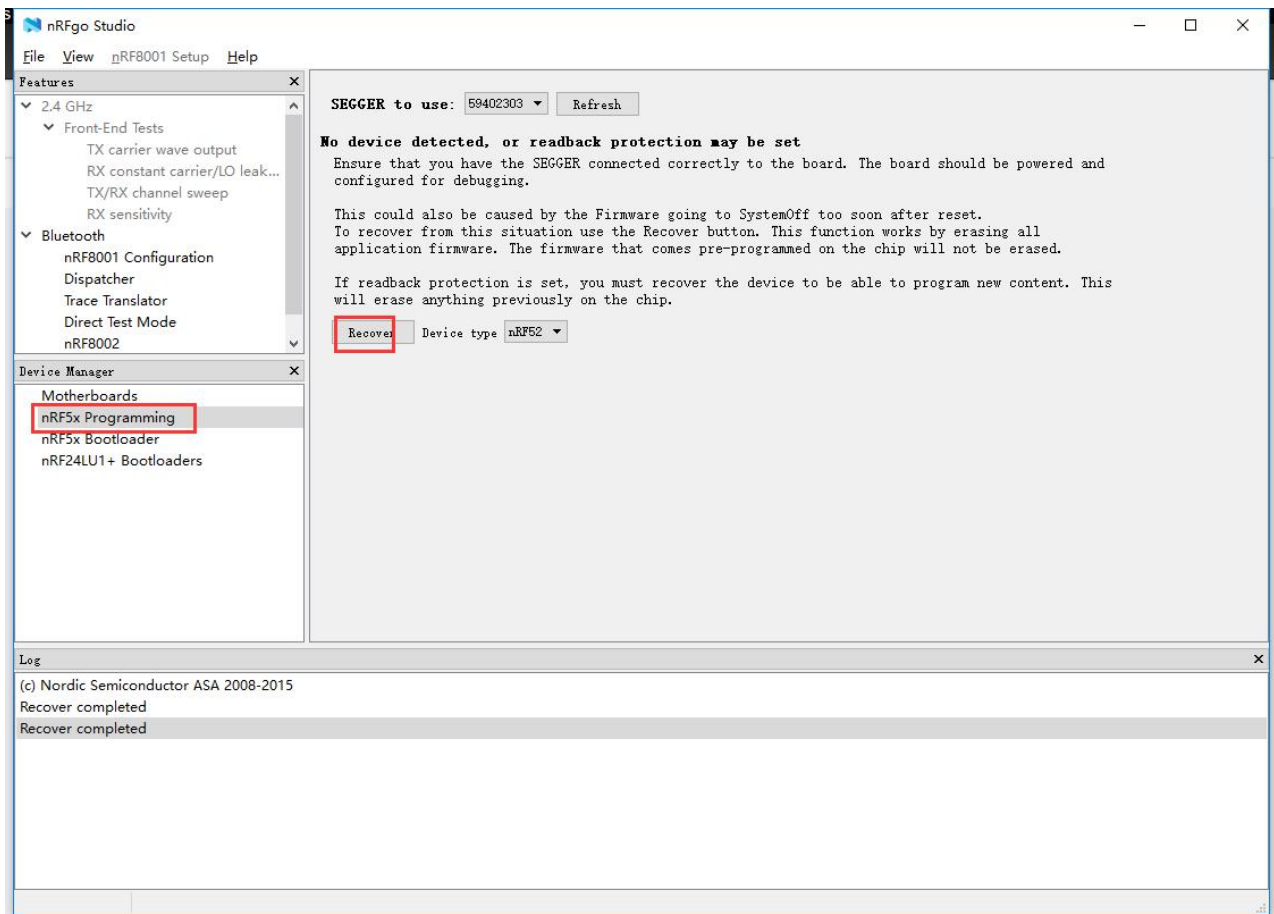 nRFgo Studio
File View nRF8001 Setup Help
Features
2.4 GHz
Front-End Tests
TX carrier wave output
RX constant carrier/LO leak...
TX/RX channel sweep
RX sensitivity
Bluetooth
nRF8001 Configuration
Dispatcher
Trace Translator
Direct Test Mode
nRF8002
Device Manager
Motherboards
nRF5x Programming
nRF5x Bootloader
nRF24LU1+ Bootloaders
SEGGER to use: 59402303 Refresh
No device detected, or readback protection may be set
Ensure that you have the SEGGER connected correctly to the board. The board should be powered and
configured for debugging.
This could also be caused by the Firmware going to SystemOff too soon after reset.
To recover from this situation use the Recover button. This function works by erasing all
application firmware. The firmware that comes pre-programmed on the chip will not be erased.
If readback protection is set, you must recover the device to be able to program new content. This
will erase anything previously on the chip.
Recover Device type nRF52
Log
(c) Nordic Semiconductor ASA 2008-2015
Recover completed
Recover completed